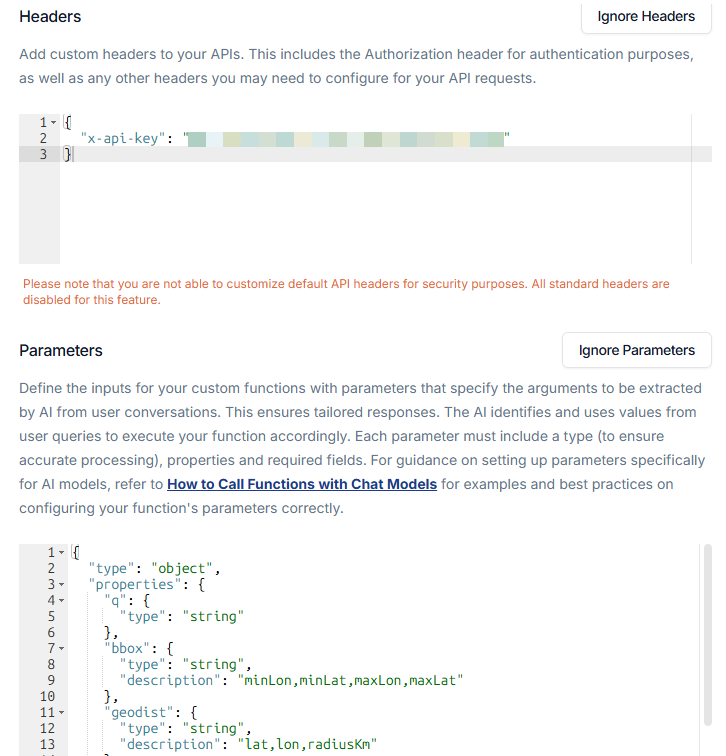 Headers
Ignore Headers
Add custom headers to your APIs. This includes the Authorization header for authentication purposes,
as well as any other headers you may need to configure for your API requests.
1 {
2 "x-api-key": " "
3 }
Please note that you are not able to customize default API headers for security purposes. All standard headers are
disabled for this feature.
Parameters
Ignore Parameters
Define the inputs for your custom functions with parameters that specify the arguments to be extracted
by AI from user conversations. This ensures tailored responses. The AI identifies and uses values from
user queries to execute your function accordingly. Each parameter must include a type (to ensure
accurate processing), properties and required fields. For guidance on setting up parameters specifically
for AI models, refer to How to Call Functions with Chat Models for examples and best practices on
configuring your function's parameters correctly.
1 {
2 "type": "object",
3 "properties": {
4 "q": {
5 "type": "string"
6 },
7 "bbox": {
8 "type": "string",
9 "description": "minLon,minLat,maxLon,maxLat"
10 },
11 "geodist": {
12 "type": "string",
13 "description": "lat,lon,radiusKm"